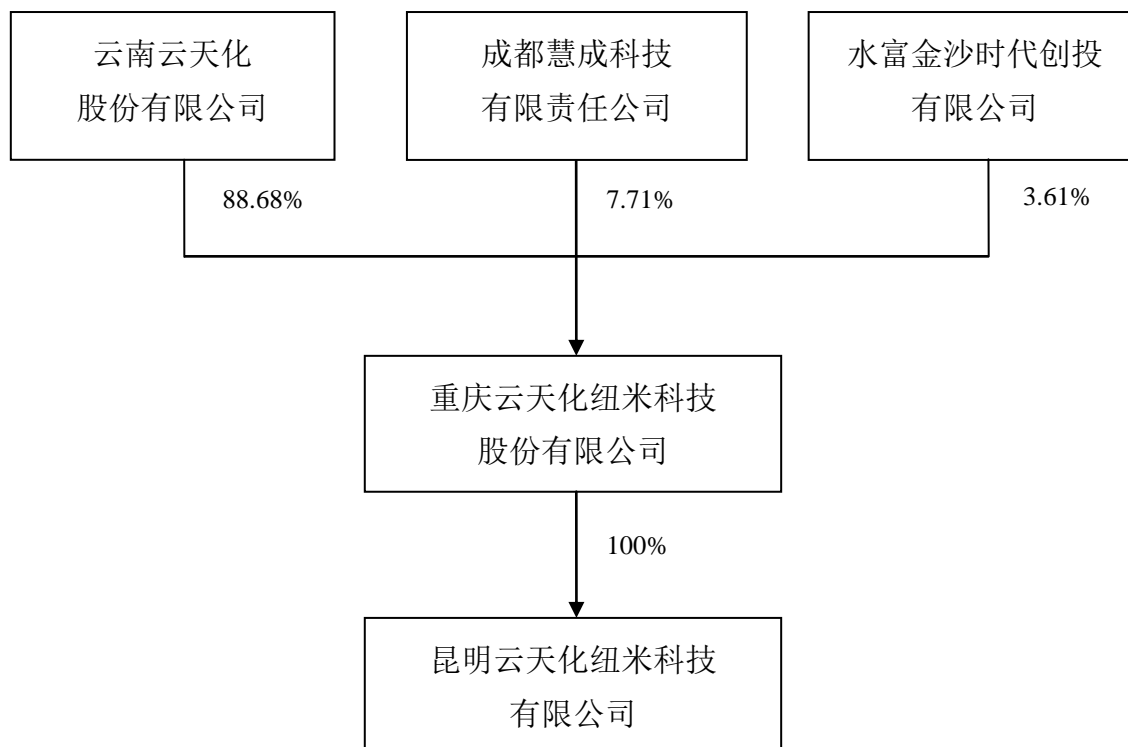 云南云天化
股份有限公司
成都慧成科技
有限责任公司
水富金沙时代创投
有限公司
88.68%
7.71%
3.61%
重庆云天化纽米科技
股份有限公司
100%
昆明云天化纽米科技
有限公司